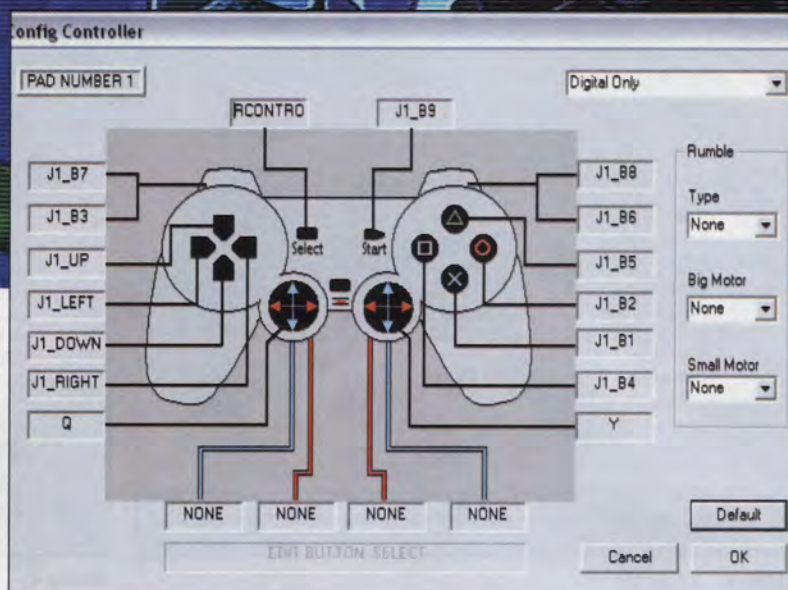 Config Controller
PAD NUMBER 1
Digital Only
RCONTRO
J1_B9
J1_B7
J1_B3
J1_UP
J1_LEFT
J1_DOWN
J1_RIGHT
Q
Select
Start
J1_B8
J1_B6
J1_B5
J1_B2
J1_B1
J1_B4
Y
Rumble
Type
None
Big Motor
None
Small Motor
None
NONE
NONE
NONE
NONE
EDIT BUTTON SELECT
Default
Cancel
OK